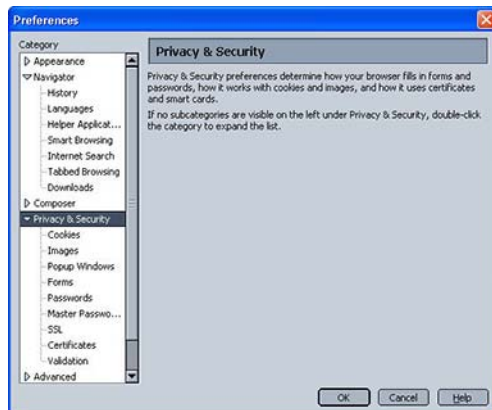 Preferences
Category
Appearance
Navigator
History
Languages
Helper Applicat...
Smart Browsing
Internet Search
Tabbed Browsing
Downloads
Composer
Privacy & Security
Cookies
Images
Popup Windows
Forms
Passwords
Master Passwo...
SSL
Certificates
Validation
Advanced
Privacy & Security
Privacy & Security preferences determine how your browser fills in forms and
passwords, how it works with cookies and images, and how it uses certificates
and smart cards.
If no subcategories are visible on the left under Privacy & Security, double-click
the category to expand the list.
OK
Cancel
Help